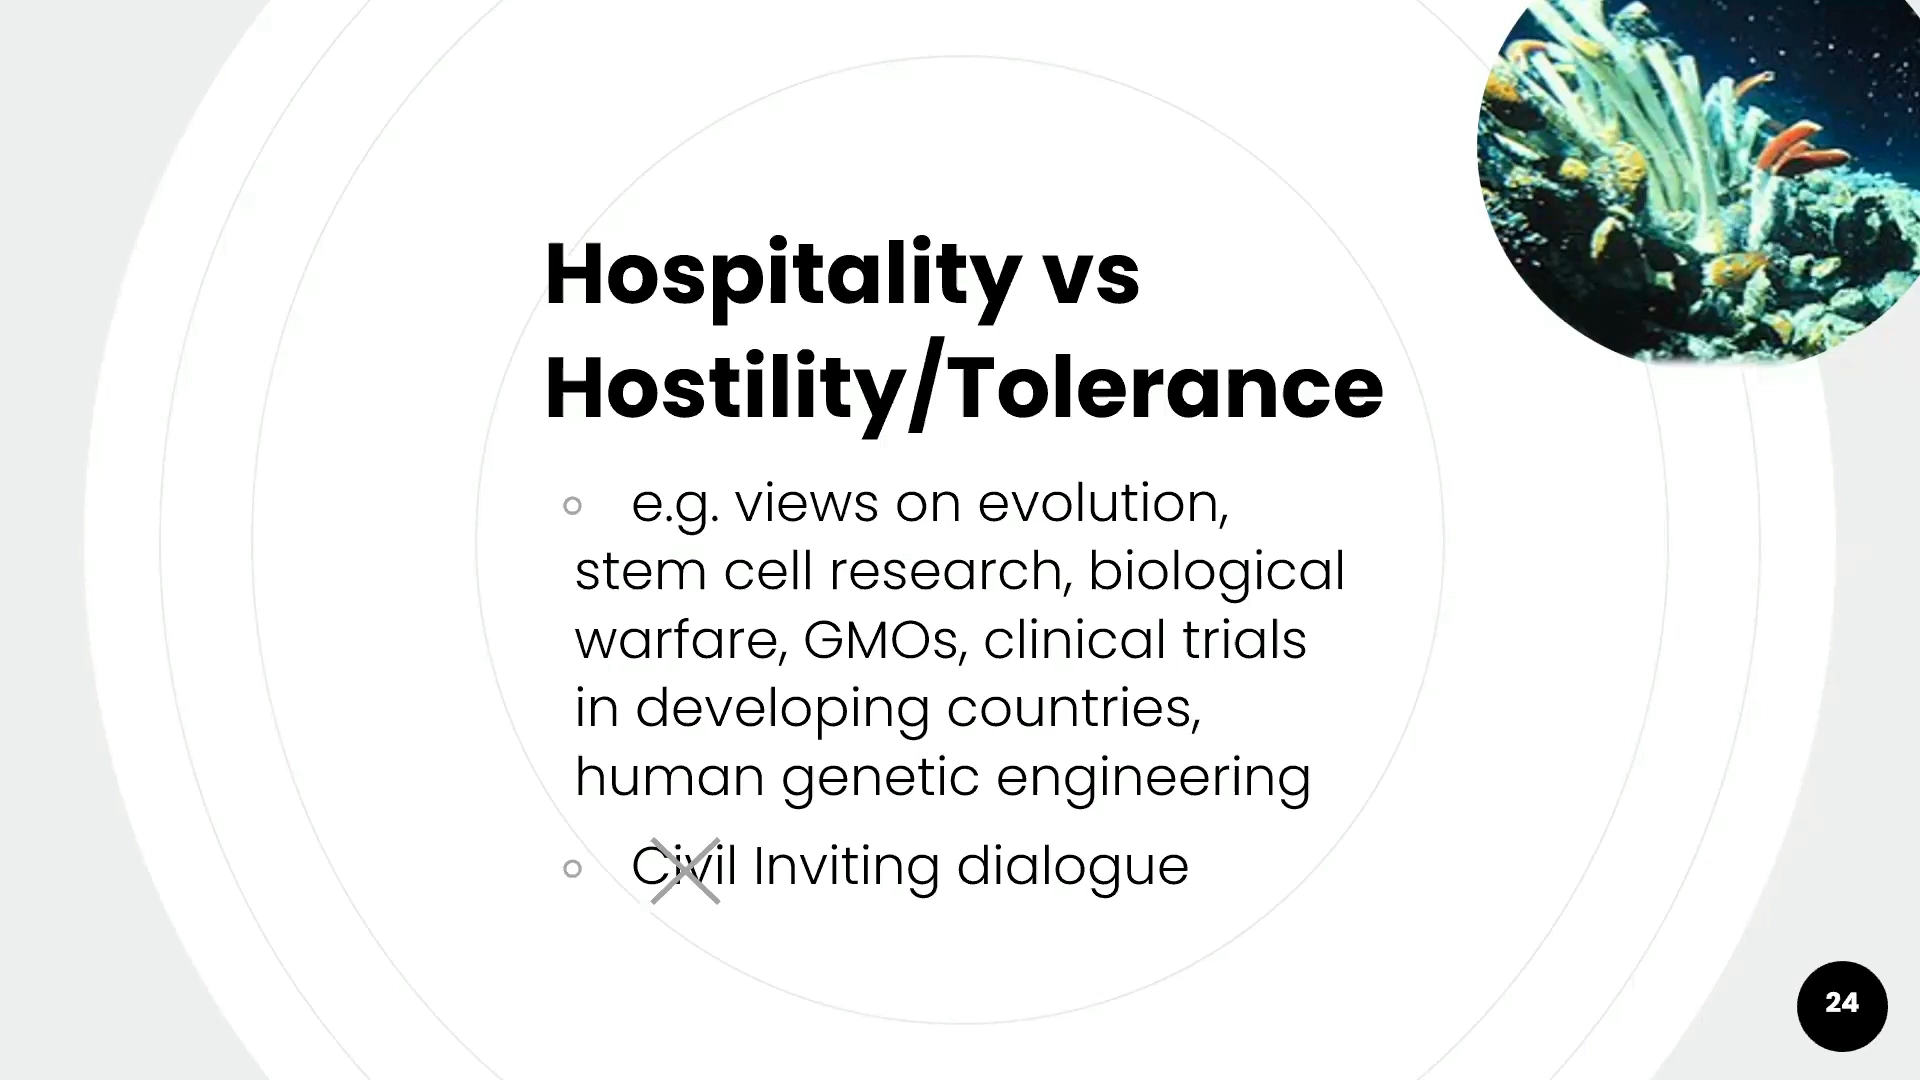 Hospitality vs
Hostility/Tolerance
e.g. views on evolution,
stem cell research, biological
warfare, GMOs, clinical trials
in developing countries,
human genetic engineering
Civil Inviting dialogue
24